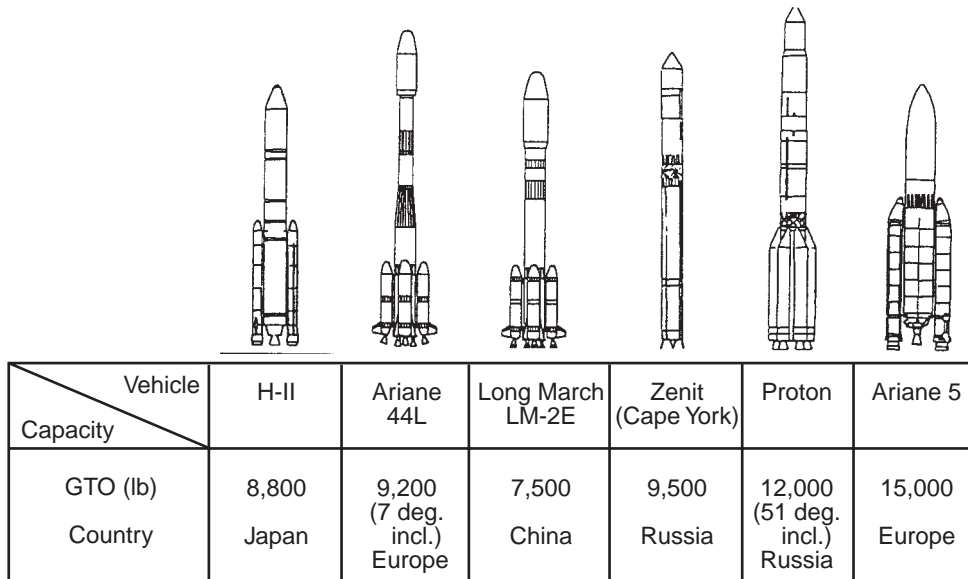 Vehicle
Capacity
H-II
Ariane
44L
Long March
LM-2E
Zenit
(Cape York)
Proton
Ariane 5
GTO (lb)
Country
8,800
Japan
9,200
(7 deg.
incl.)
Europe
7,500
China
9,500
Russia
12,000
(51 deg.
incl.)
Russia
15,000
Europe